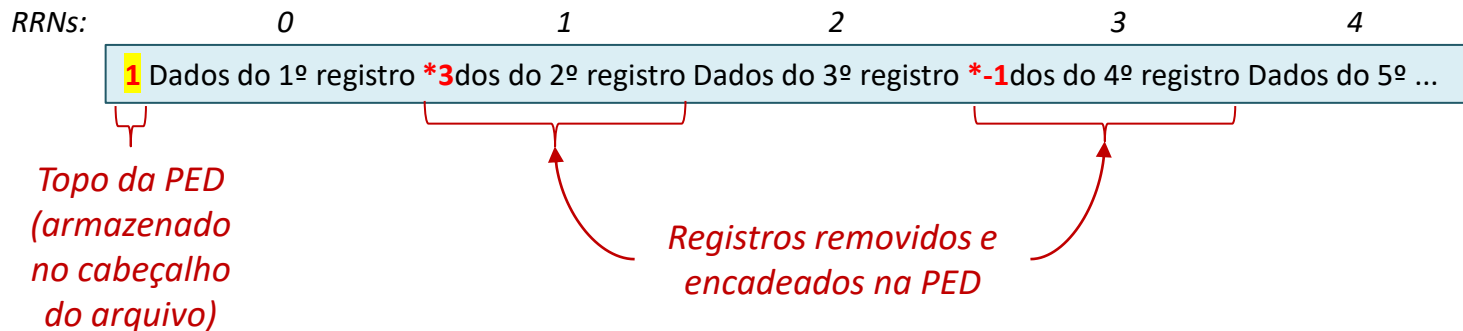 RRNs: 0 1 2 3 4
1 Dados do 1º registro *3dos do 2º registro Dados do 3º registro *-1dos do 4º registro Dados do 5º ...
Topo da PED
(armazenado
no cabeçalho
do arquivo)
Registros removidos e
encadeados na PED